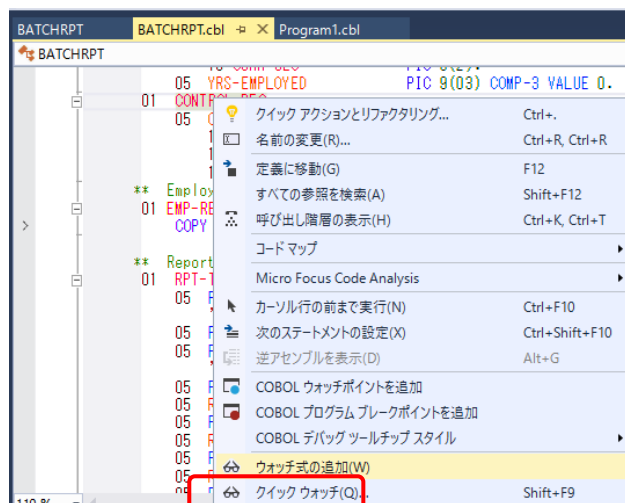 BATCHRPT BATCHRPT.cbl Program1.cbl
BATCHRPT
05 YRS-EMPLOYED PIC 9(03) COMP-3 VALUE 0.
01
05
** Employ
01 EMP-RE
COPY
** Report
01 RPT-T
05
05
05
05
05
05
05
05
05
クイック アクションとリファクタリング... Ctrl+.
名前の変更(R)... Ctrl+R, Ctrl+R
定義に移動(G) F12
すべての参照を検索(A) Shift+F12
呼び出し階層の表示(H) Ctrl+K, Ctrl+T
コード マップ
Micro Focus Code Analysis
カーソル行の前まで実行(N) Ctrl+F10
次のステートメントの設定(X) Ctrl+Shift+F10
逆アセンブルを表示(D) Alt+G
COBOL ウォッチポイントを追加
COBOL プログラム ブレークポイントを追加
COBOL デバッグ ツールチップ スタイル
ウォッチ式の追加(W)
クイック ウォッチ(Q)... Shift+F9